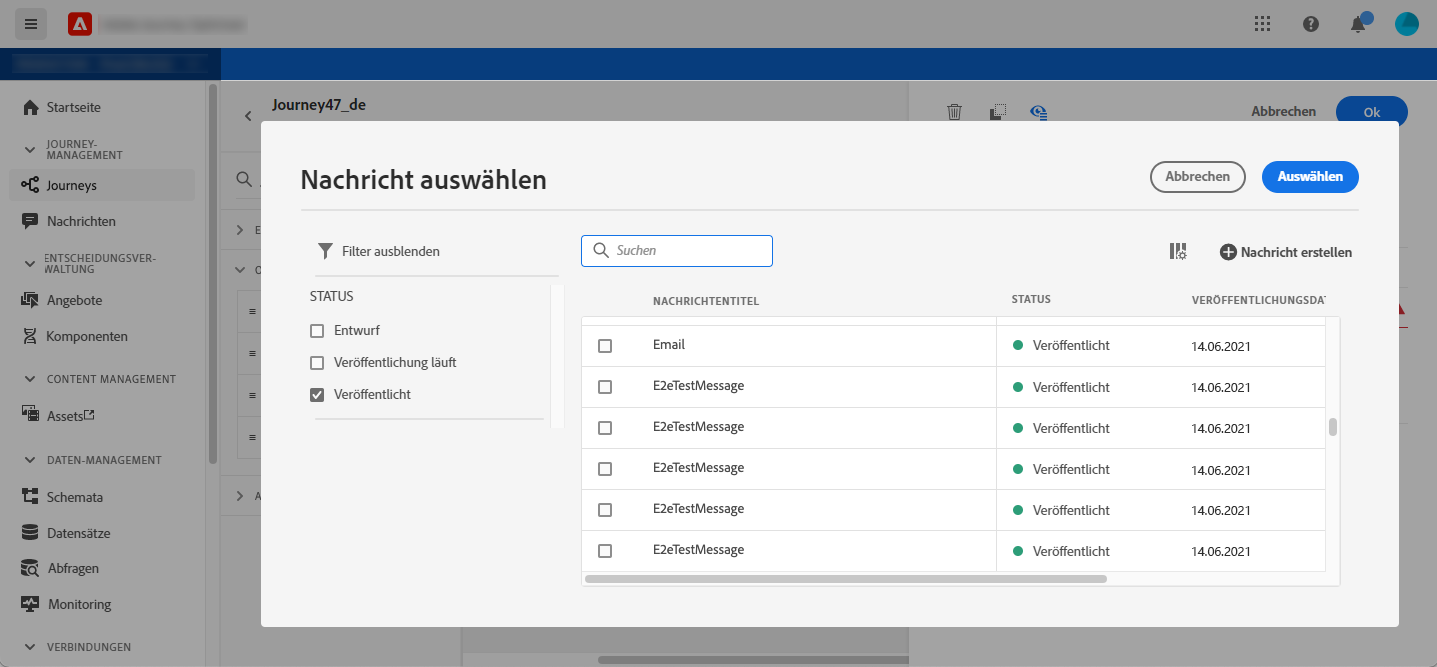 Startseite
JOURNEY-
MANAGEMENT
Journeys
Nachrichten
ENTSCHEIDUNGSVER-
WALTUNG
Angebote
Komponenten
CONTENT MANAGEMENT
Assets
DATEN-MANAGEMENT
Schemata
Datensätze
Abfragen
Monitoring
VERBINDUNGEN
Journey47_de
Abbrechen
Ok
Nachricht auswählen
Abbrechen
Auswählen
Filter ausblenden
Suchen
Nachricht erstellen
STATUS
Entwurf
Veröffentlichung läuft
Veröffentlicht
NACHRICHTENTITEL
STATUS
VERÖFFENTLICHUNGSDAT
Email
Veröffentlicht
14.06.2021
E2eTestMessage
Veröffentlicht
14.06.2021
E2eTestMessage
Veröffentlicht
14.06.2021
E2eTestMessage
Veröffentlicht
14.06.2021
E2eTestMessage
Veröffentlicht
14.06.2021
E2eTestMessage
Veröffentlicht
14.06.2021